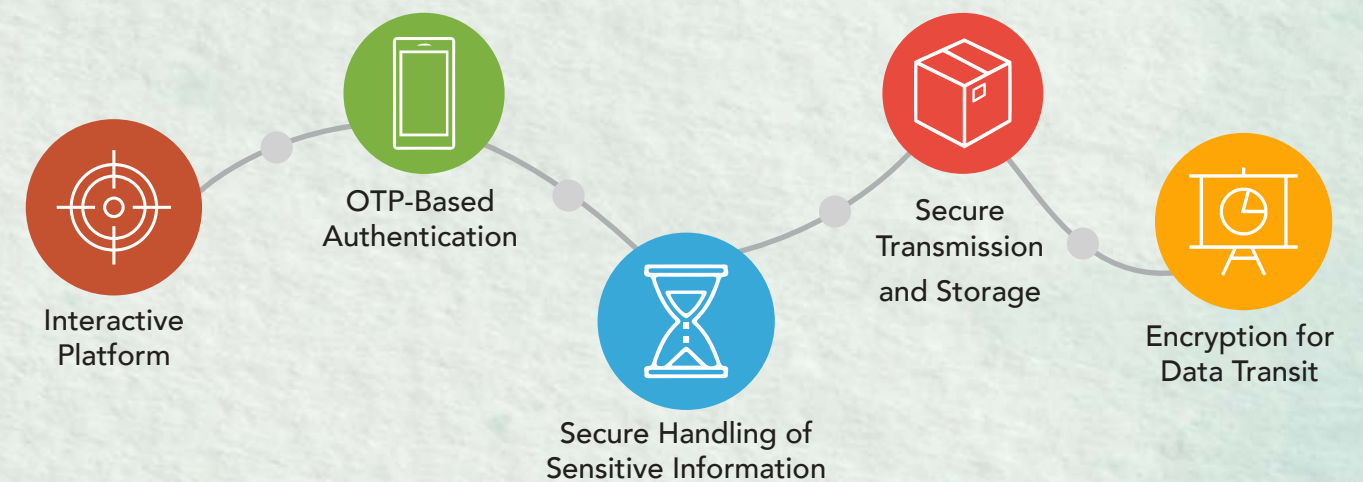 Interactive
Platform
OTP-Based
Authentication
Secure Handling of
Sensitive Information
Secure
Transmission
and Storage
Encryption for
Data Transit